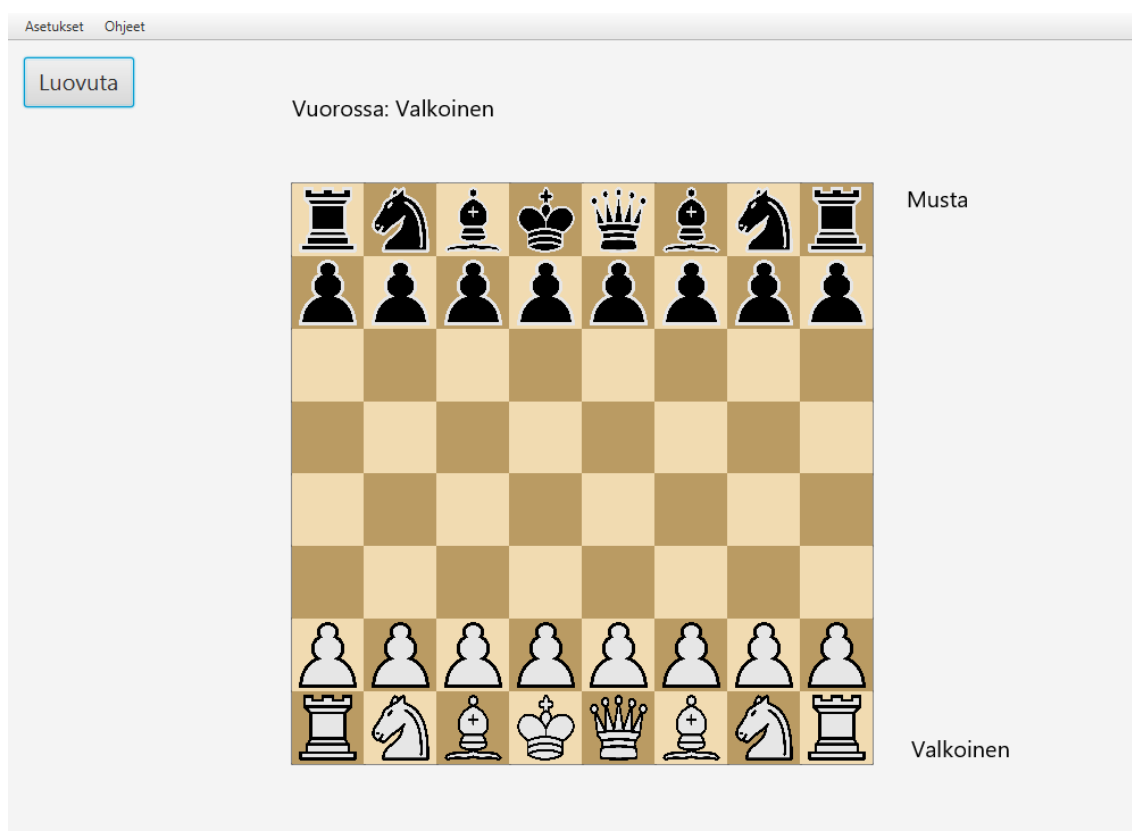 Asetukset Ohjeet
Luovuta
Vuorossa: Valkoinen
Musta
Valkoinen